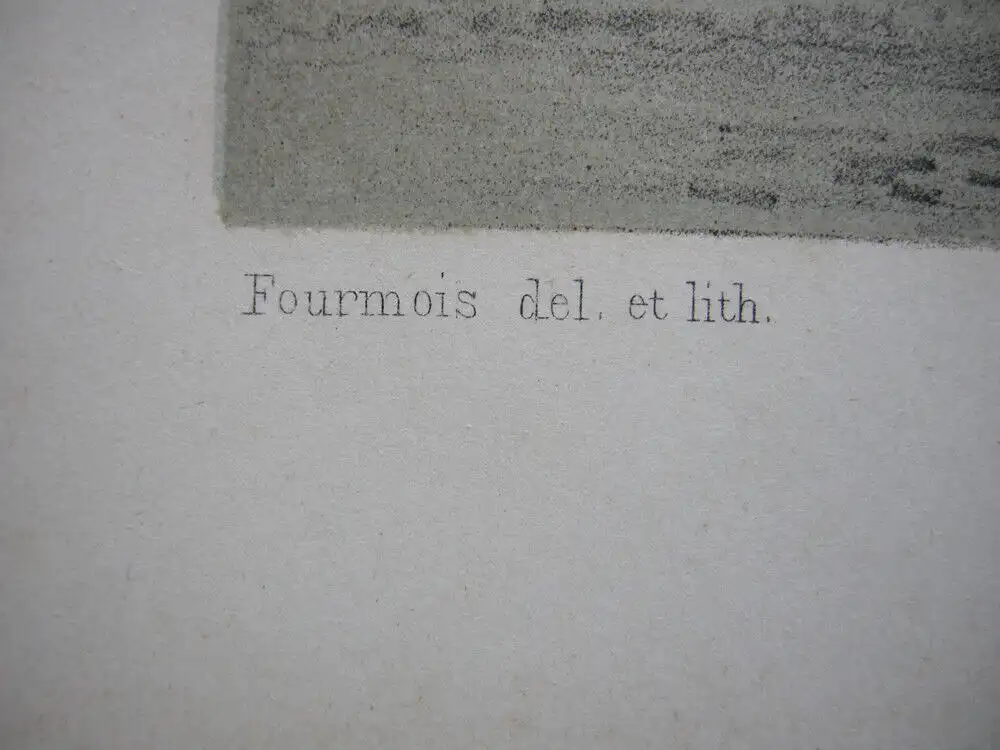 Fourmois del. et lith.